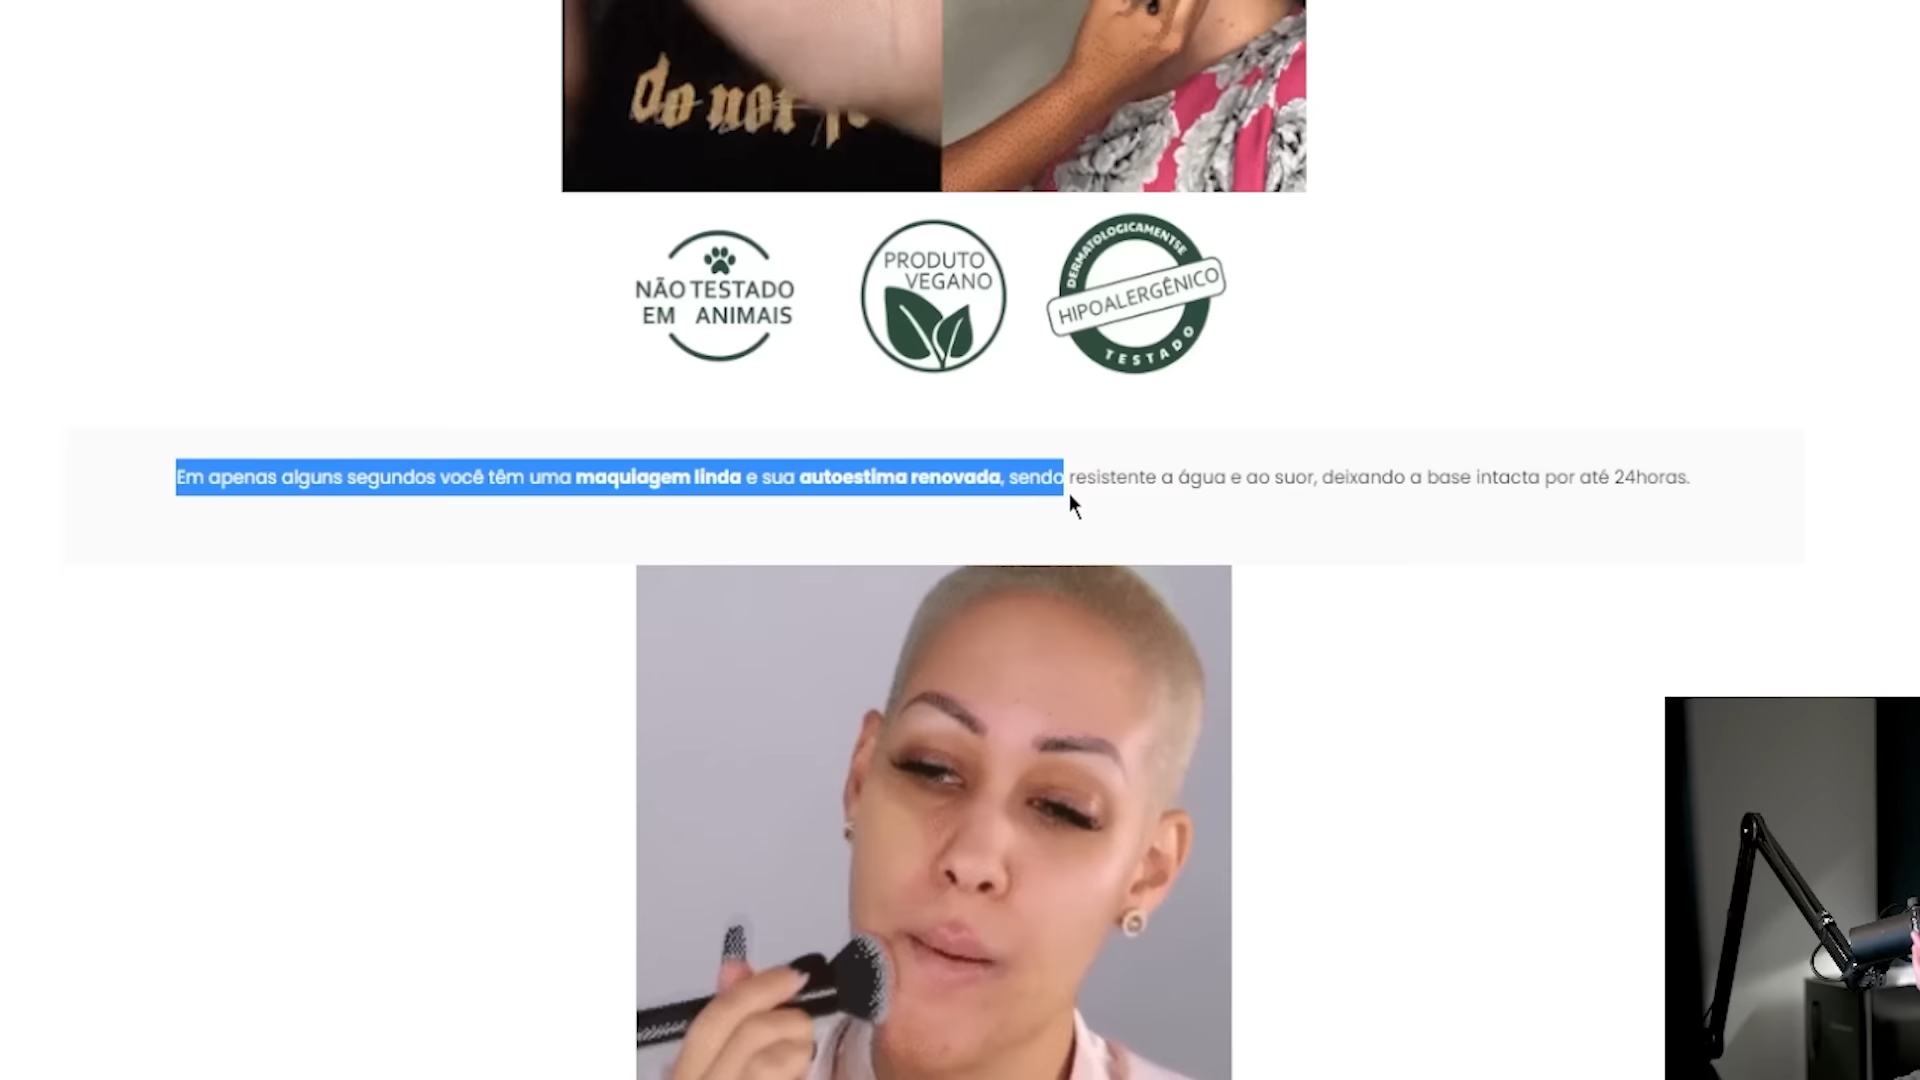 do not
NÃO TESTADO
EM ANIMAIS
PRODUTO
VEGANO
DERMATOLOGICAMENTSE
HIPOALERGÊNICO
TESTADO
Em apenas alguns segundos você têm uma maquiagem linda e sua autoestima renovada, sendo resistente a água e ao suor, deixando a base intacta por até 24horas.